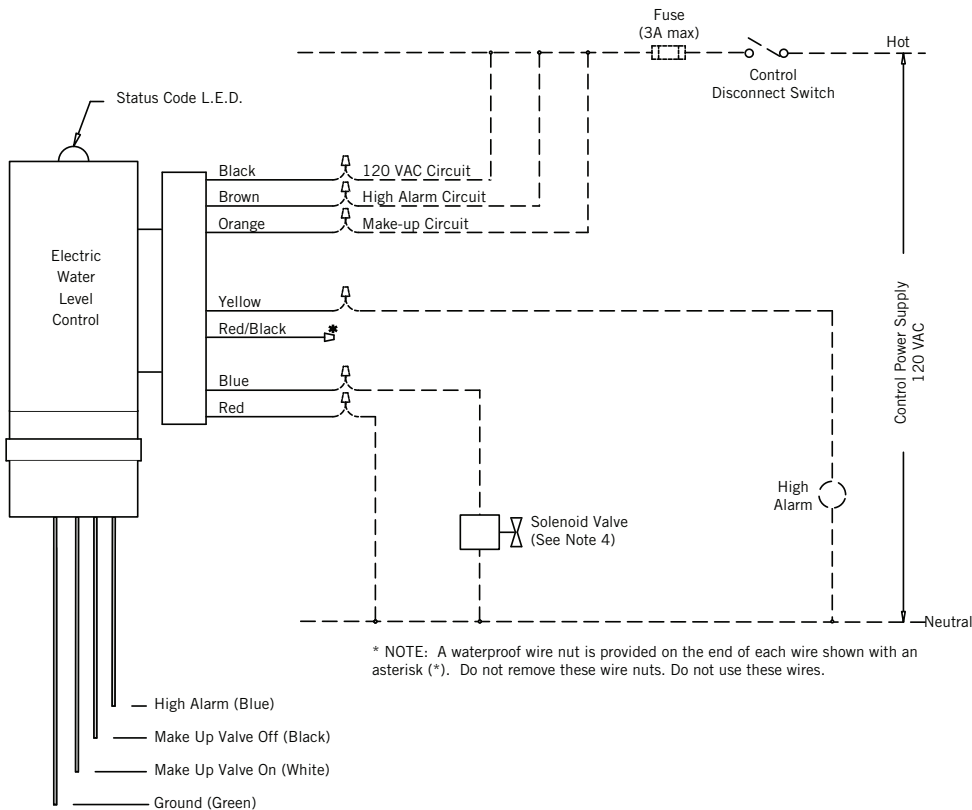 Fuse
(3A max)
Hot
Control
Disconnect Switch
Status Code L.E.D.
Black
120 VAC Circuit
Brown
High Alarm Circuit
Orange
Make-up Circuit
Electric
Water
Level
Control
Yellow
Red/Black
*
Blue
Red
Control Power Supply
120 VAC
High
Alarm
Solenoid Valve
(See Note 4)
Neutral
* NOTE: A waterproof wire nut is provided on the end of each wire shown with an
asterisk (*). Do not remove these wire nuts. Do not use these wires.
High Alarm (Blue)
Make Up Valve Off (Black)
Make Up Valve On (White)
Ground (Green)